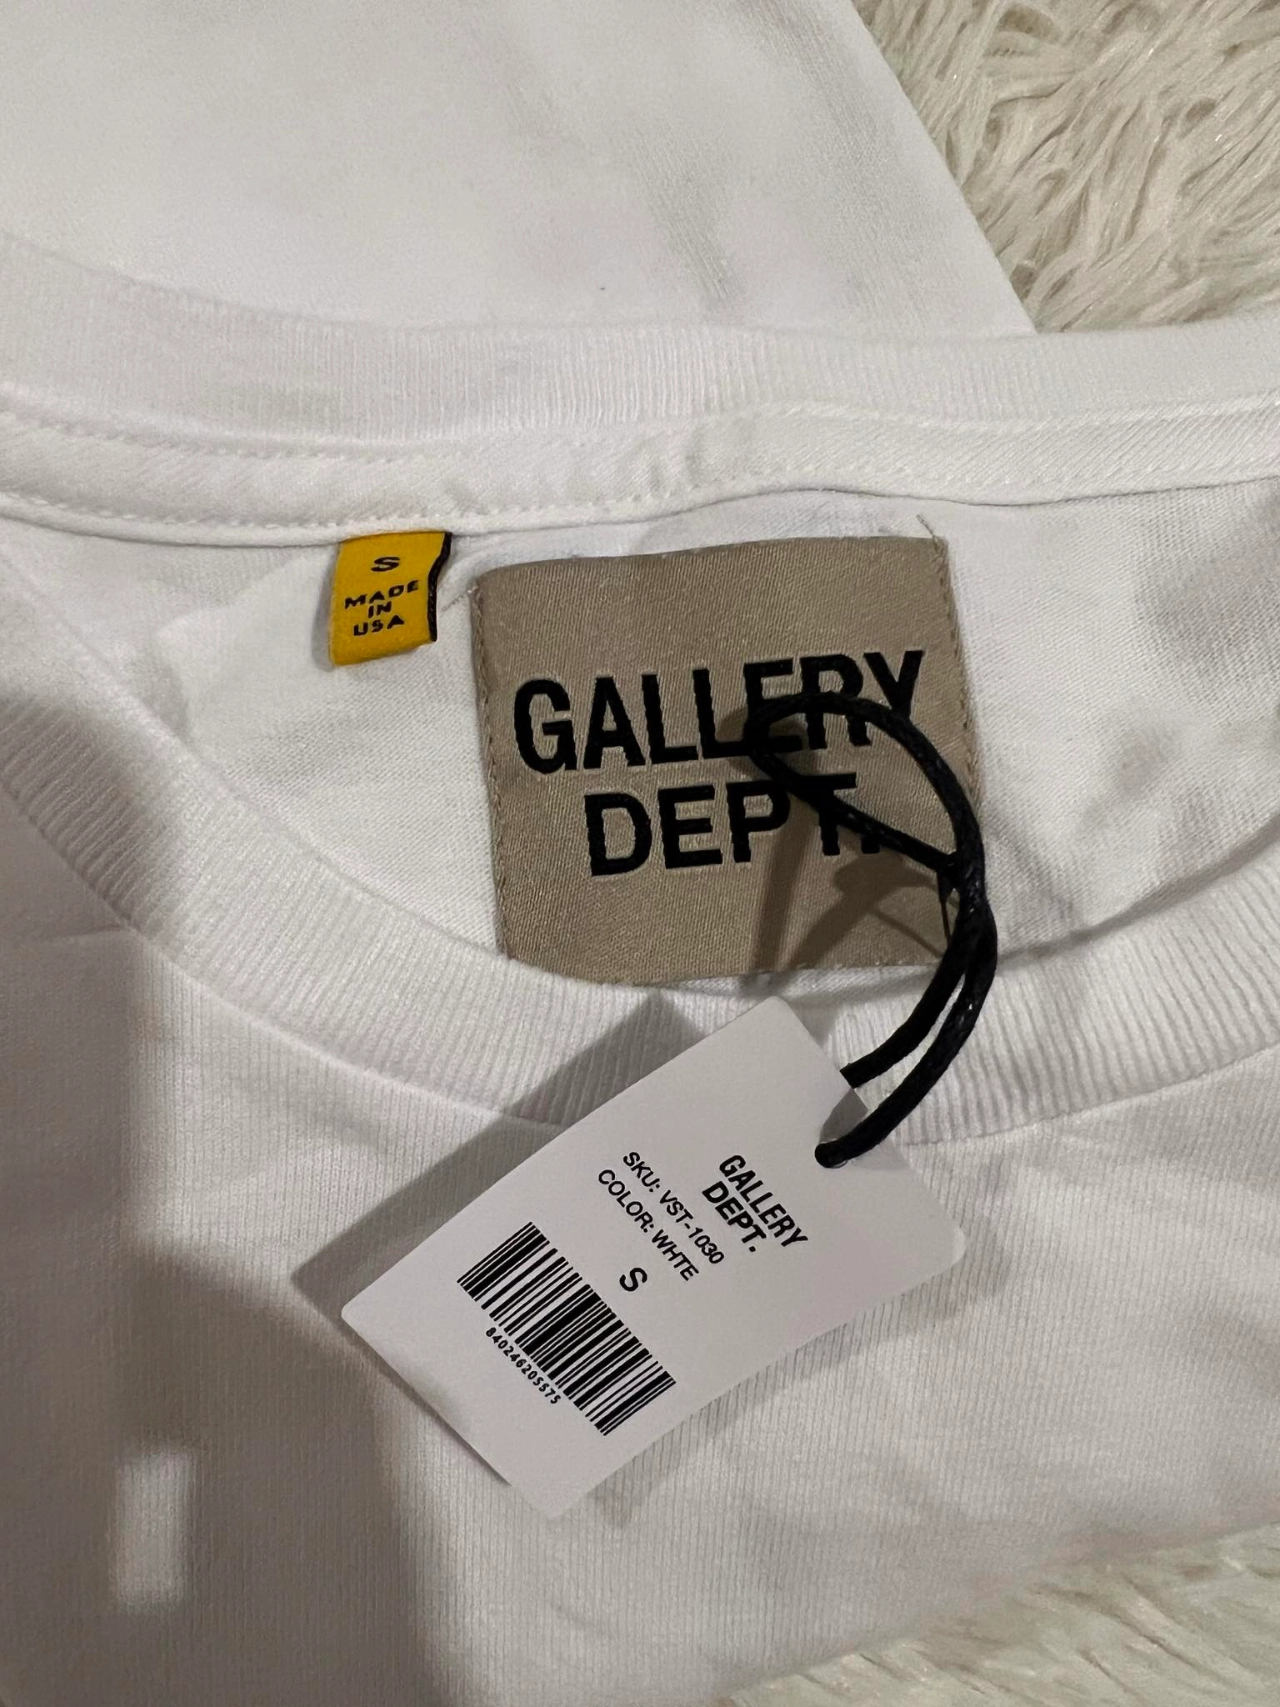 S
MADE
IN
USA
GALLERY
DEPT.
GALLERY
DEPT.
SKU: VST-1030
COLOR: WHTE
S
840246205575